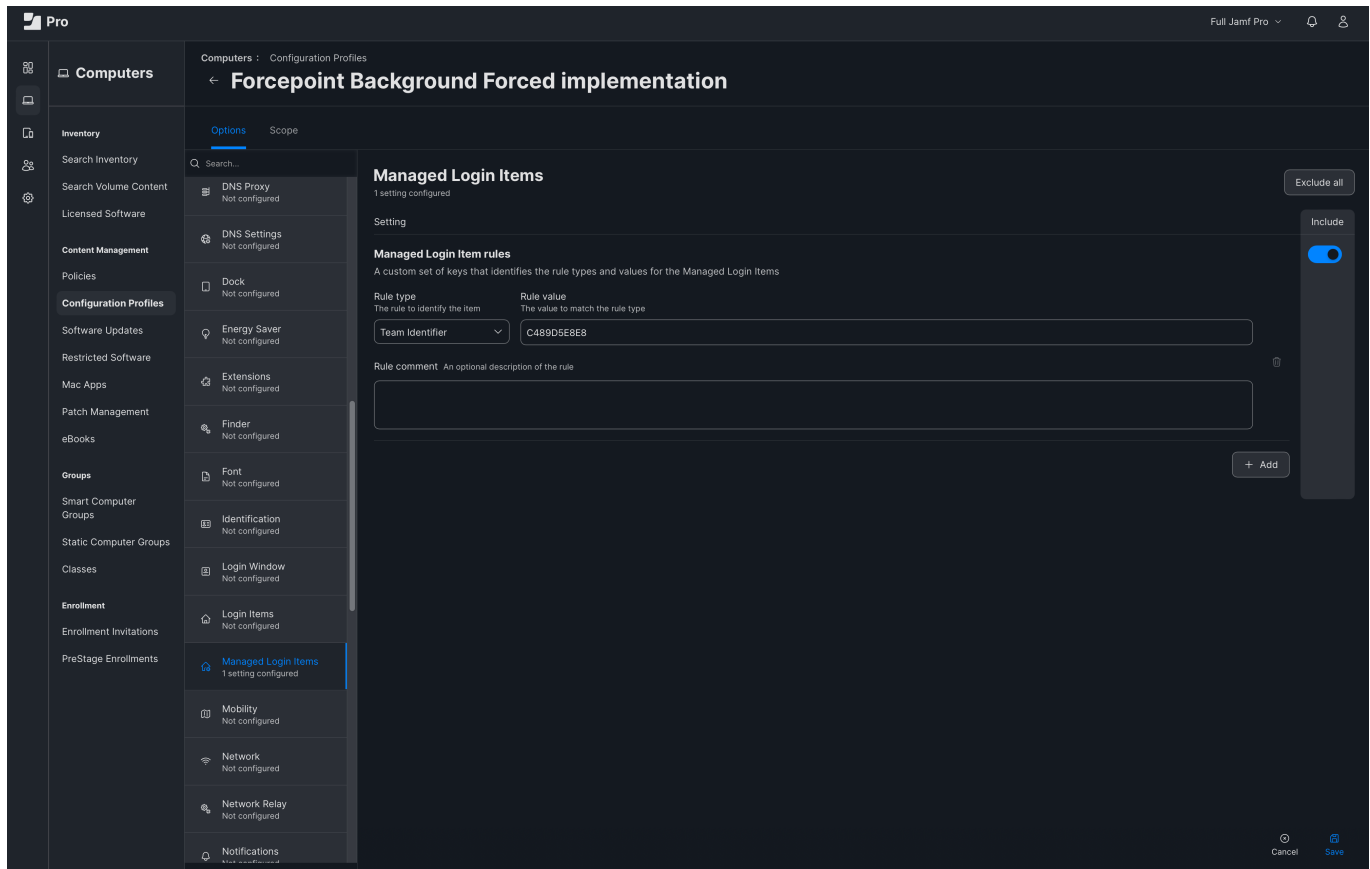 Pro
Full Jamf Pro
Computers
Inventory
Search Inventory
Search Volume Content
Licensed Software
Content Management
Policies
Configuration Profiles
Software Updates
Restricted Software
Mac Apps
Patch Management
eBooks
Groups
Smart Computer
Groups
Static Computer Groups
Classes
Enrollment
Enrollment Invitations
PreStage Enrollments
Computers : Configuration Profiles
← Forcepoint Background Forced implementation
Options Scope
Search...
DNS Proxy
Not configured
DNS Settings
Not configured
Dock
Not configured
Energy Saver
Not configured
Extensions
Not configured
Finder
Not configured
Font
Not configured
Identification
Not configured
Login Window
Not configured
Login Items
Not configured
Managed Login Items
1 setting configured
Mobility
Not configured
Network
Not configured
Network Relay
Not configured
Notifications
Not configured
Managed Login Items
1 setting configured
Exclude all
Setting
Include
Managed Login Item rules
A custom set of keys that identifies the rule types and values for the Managed Login Items
Rule type Rule value
The rule to identify the item The value to match the rule type
Team Identifier C489D5E8E8
Rule comment An optional description of the rule
+ Add
Cancel Save